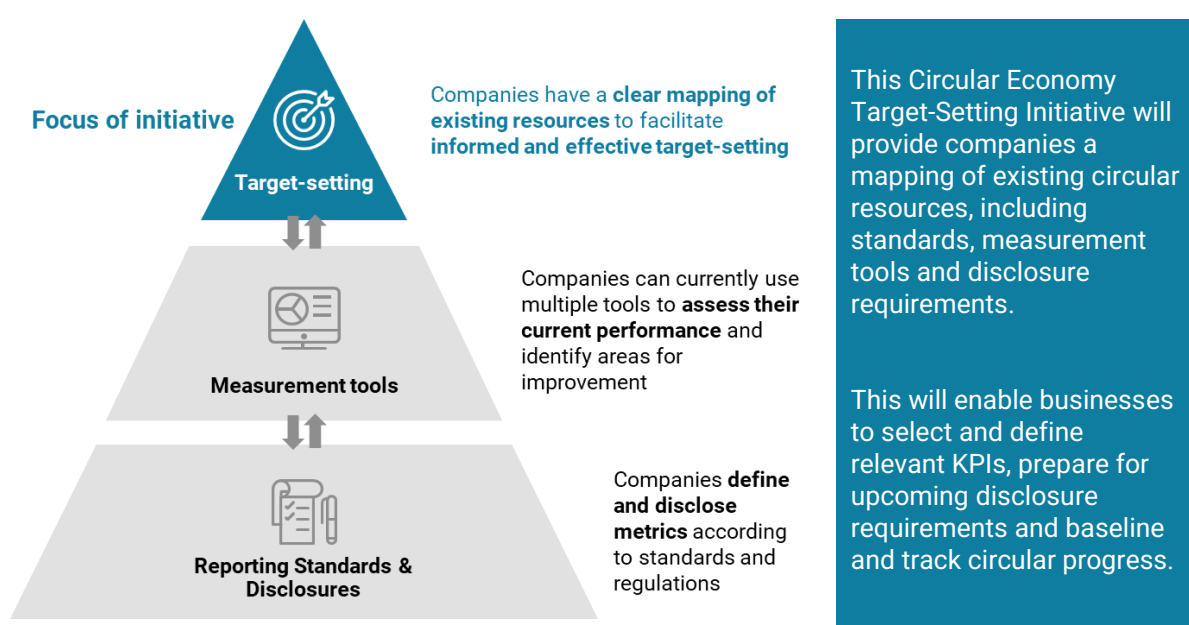 Focus of initiative
Target-setting
Companies have a clear mapping of
existing resources to facilitate
informed and effective target-setting
Measurement tools
Companies can currently use
multiple tools to assess their
current performance and
identify areas for
improvement
Reporting Standards &
Disclosures
Companies define
and disclose
metrics according
to standards and
regulations
This Circular Economy
Target-Setting Initiative will
provide companies a
mapping of existing circular
resources, including
standards, measurement
tools and disclosure
requirements.
This will enable businesses
to select and define
relevant KPIs, prepare for
upcoming disclosure
requirements and baseline
and track circular progress.